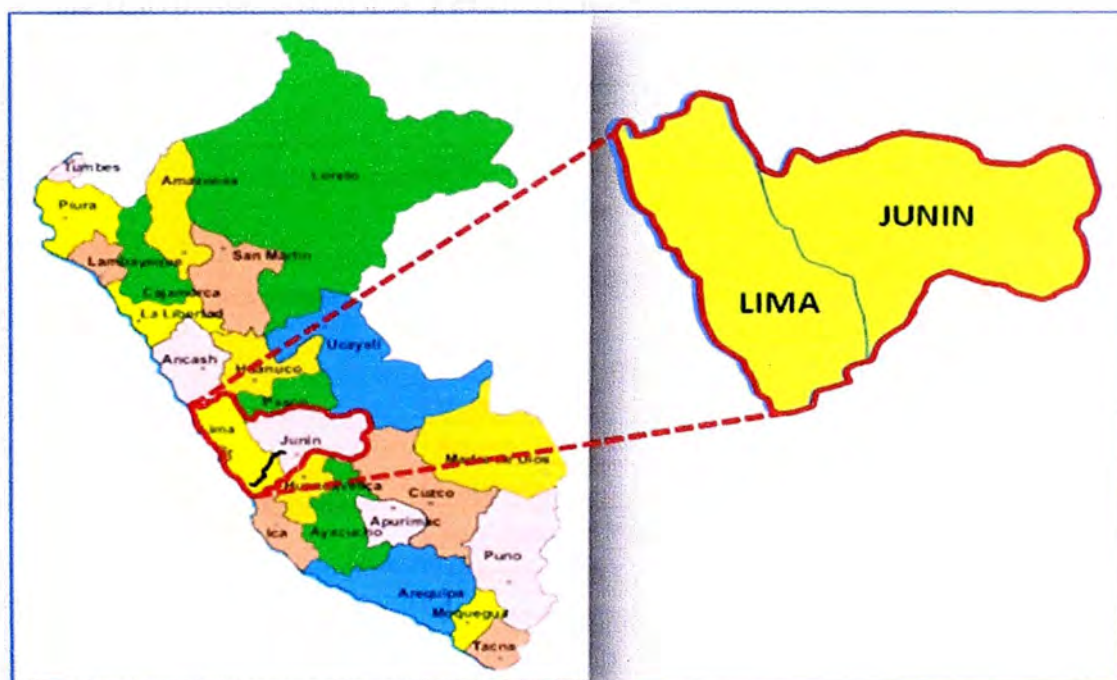 Tumbes
Amazonas
Loreto
Piura
Lambayeque
San Martin
Cajamarca
La Libertad
Ancash
Huanuco
Ucayali
Pasco
Lima
Junin
Madre de Dios
Huancavelica
Cuzco
Ica
Ayacucho
Apurimac
Puno
Arequipa
Moquegua
Tacna
JUNIN
LIMA